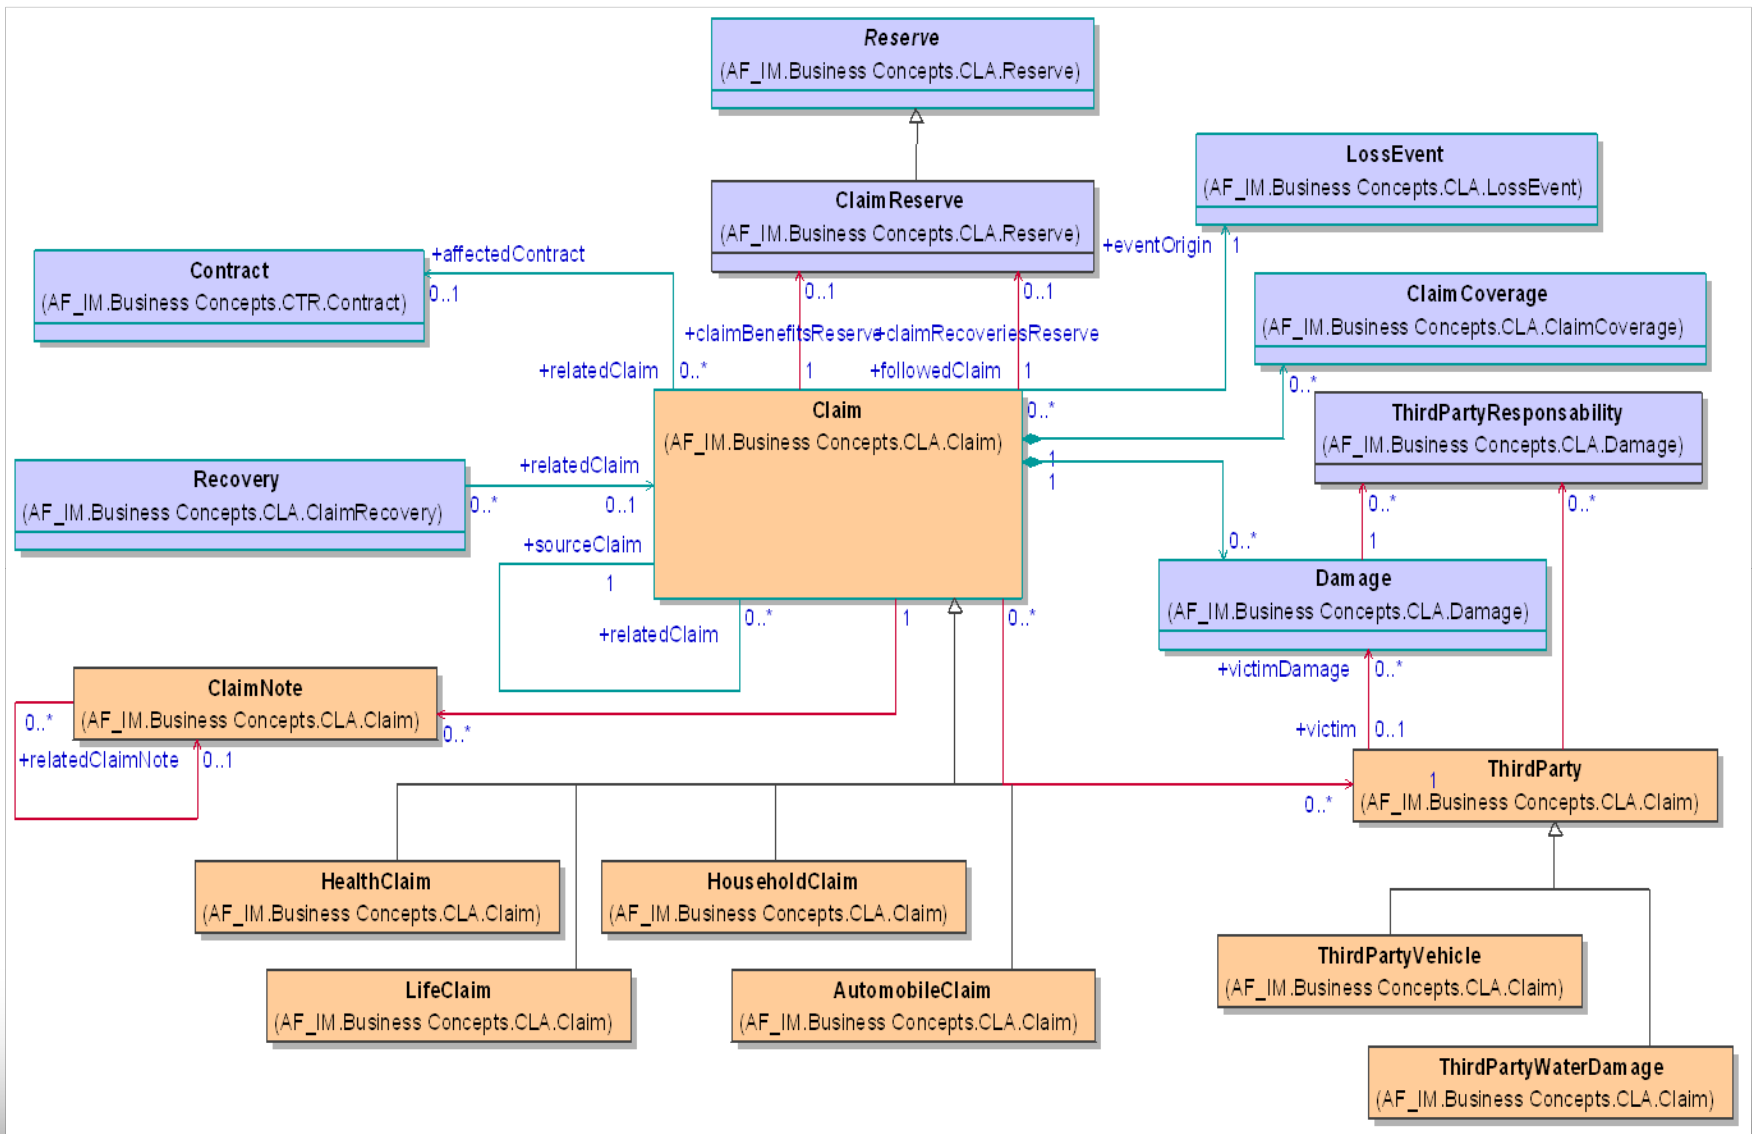 Reserve
(AF_IM.Business Concepts.CLA.Reserve)
LossEvent
(AF_IM.Business Concepts.CLA.LossEvent)
ClaimReserve
(AF_IM.Business Concepts.CLA.Reserve)
+eventOrigin 1
+affectedContract
0..1
Contract
(AF_IM.Business Concepts.CTR.Contract)
0..1
0..1
ClaimCoverage
(AF_IM.Business Concepts.CLA.ClaimCoverage)
0..*
+claimBenefitsReserve
+claimRecoveriesReserve
+relatedClaim 0..*
1
+followedClaim 1
Claim
(AF_IM.Business Concepts.CLA.Claim)
0..*
1
1
ThirdPartyResponsability
(AF_IM.Business Concepts.CLA.Damage)
0..*
0..*
Recovery
(AF_IM.Business Concepts.CLA.ClaimRecovery)
+relatedClaim
0..*
0..1
+sourceClaim
1
+relatedClaim
0..*
1
0..*
0..*
1
Damage
(AF_IM.Business Concepts.CLA.Damage)
+victimDamage 0..*
+victim 0..1
ClaimNote
(AF_IM.Business Concepts.CLA.Claim)
0..*
0..*
+relatedClaimNote 0..1
ThirdParty
1
(AF_IM.Business Concepts.CLA.Claim)
0..*
HealthClaim
(AF_IM.Business Concepts.CLA.Claim)
HouseholdClaim
(AF_IM.Business Concepts.CLA.Claim)
LifeClaim
(AF_IM.Business Concepts.CLA.Claim)
AutomobileClaim
(AF_IM.Business Concepts.CLA.Claim)
ThirdPartyVehicle
(AF_IM.Business Concepts.CLA.Claim)
ThirdPartyWaterDamage
(AF_IM.Business Concepts.CLA.Claim)